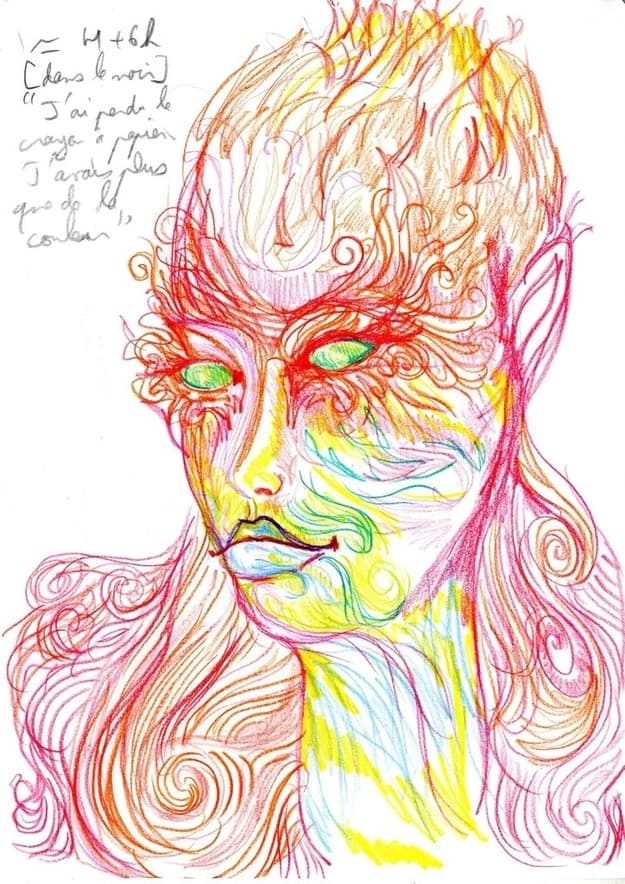 ≃ H + 6h
[dans le noir]
“J'ai perdu le
crayon à papier
J'avais plus
que de la
couleur”